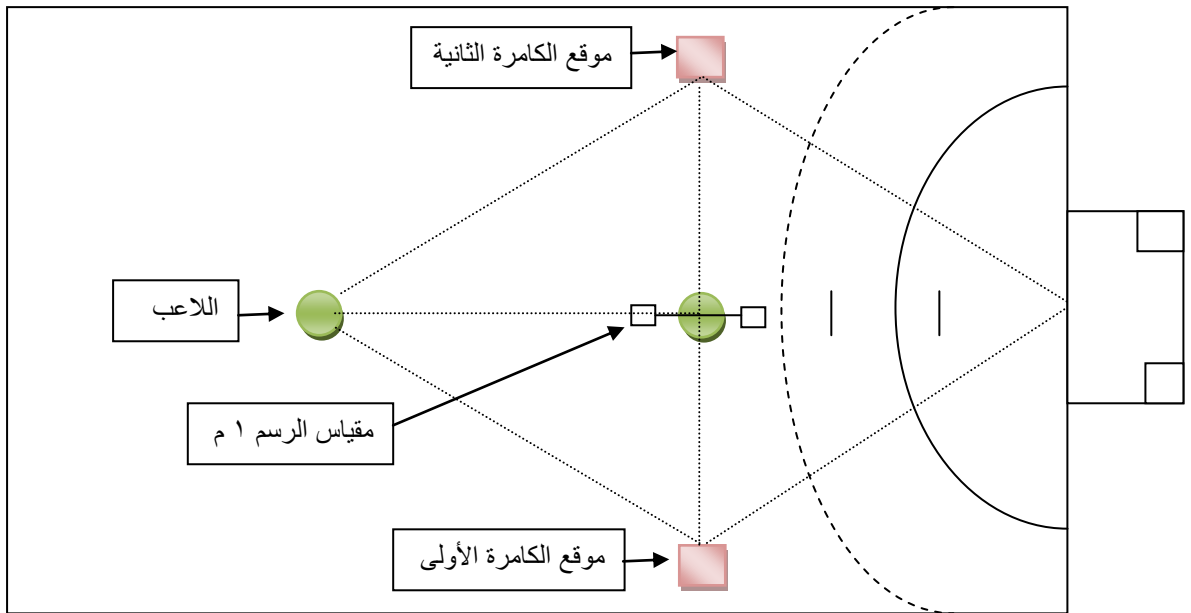 موقع الكامرة الثانية
اللاعب
مقياس الرسم ١ م
موقع الكامرة الأولى